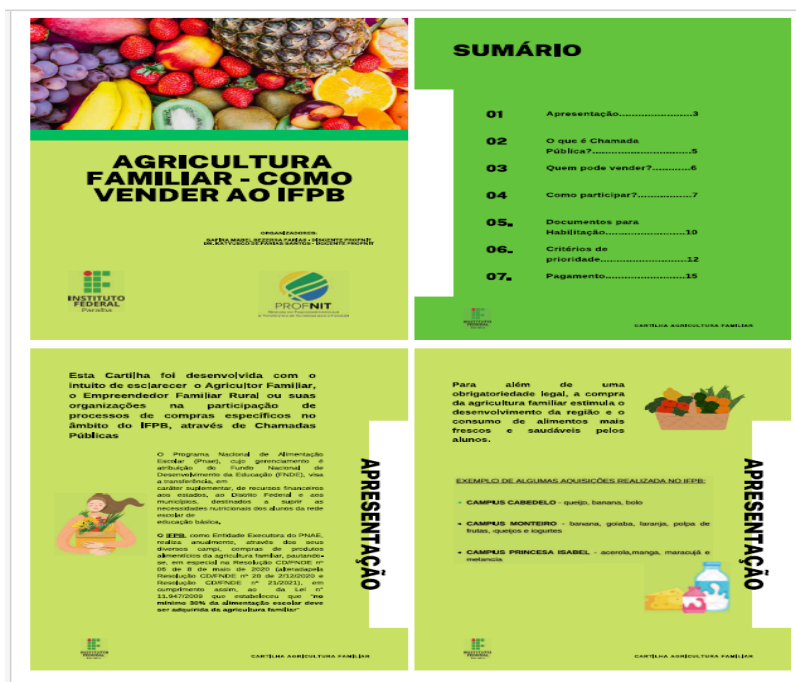 AGRICULTURA
FAMILIAR - COMO
VENDER AO IFPB
ORGANIZADORES:
INSTITUTO
FEDERAL
Paraíba
PROFNIT
SUMÁRIO
01 Apresentação..........................3
02 O que é Chamada
Pública?....................................5
03 Quem pode vender?..............6
04 Como participar?...................7
05. Documentos para
Habilitação.............................10
06. Critérios de
prioridade...............................12
07. Pagamento............................15
INSTITUTO
FEDERAL
CARTILHA AGRICULTURA FAMILIAR
Esta Cartilha foi desenvolvida com o
intuito de esclarecer o Agricultor Familiar,
o Empreendedor Familiar Rural ou suas
organizações na participação de
processos de compras específicos no
âmbito do IFPB, através de Chamadas
Públicas
O Programa Nacional de Alimentação
Escolar (Pnae), cujo gerenciamento é
atribuição do Fundo Nacional de
Desenvolvimento da Educação (FNDE), visa
a transferência, em
caráter suplementar, de recursos financeiros
aos estados, ao Distrito Federal e aos
municípios, destinados a suprir as
necessidades nutricionais dos alunos da rede
escolar de
educação básica,
O IFPB, como Entidade Executora do PNAE,
realiza anualmente, através dos seus
diversos campi, compras de produtos
alimentícios da agricultura familiar, pautando-
se, em especial na Resolução CD/FNDE nº
06 de 8 de maio de 2020 (alteradapela
Resolução CD/FNDE nº 20 de 2/12/2020 e
Resolução CD/FNDE nº 21/2021), em
cumprimento assim, ao da Lei nº
11.947/2009 que estabeleceu que "no
mínimo 30% da alimentação escolar deve
ser adquirida da agricultura familiar"
APRESENTAÇÃO
INSTITUTO
FEDERAL
CARTILHA AGRICULTURA FAMILIAR
Para além de uma
obrigatoriedade legal, a compra
da agricultura familiar estimula o
desenvolvimento da região e o
consumo de alimentos mais
frescos e saudáveis pelos
alunos.
EXEMPLO DE ALGUMAS AQUISIÇÕES REALIZADA NO IFPB:
CAMPUS CABEDELO - queijo, banana, bolo
CAMPUS MONTEIRO - banana, goiaba, laranja, polpa de
frutas, -queijos e iogurtes
CAMPUS PRINCESA ISABEL - acerola,manga, maracujá e
melancia
APRESENTAÇÃO
INSTITUTO
FEDERAL
CARTILHA AGRICULTURA FAMILIAR